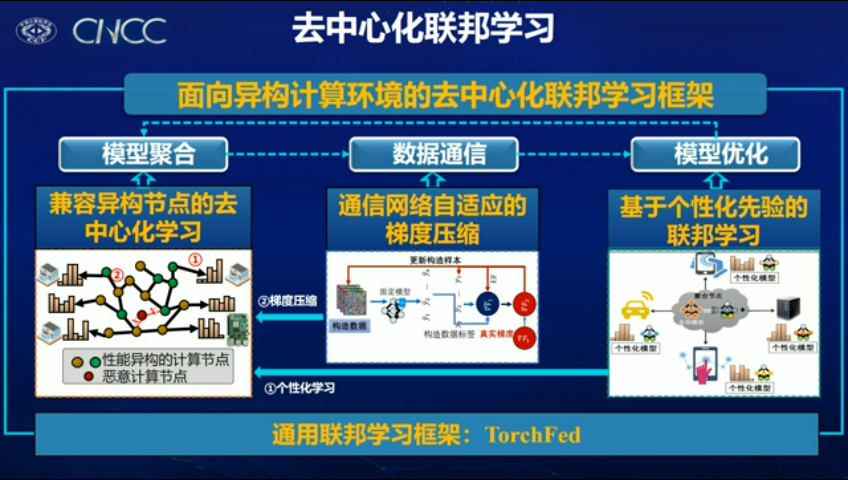 CNCC
去中心化联邦学习
面向异构计算环境的去中心化联邦学习框架
模型聚合
数据通信
模型优化
兼容异构节点的去
中心化学习
通信网络自适应的
梯度压缩
基于个性化先验的
联邦学习
①
②
性能异构的计算节点
恶意计算节点
②梯度压缩
①个性化学习
更新构造样本
固定模型
构造数据
构造数据标签
真实梯度
EF
聚合节点
个性化模型
个性化模型
个性化模型
个性化模型
通用联邦学习框架：TorchFed